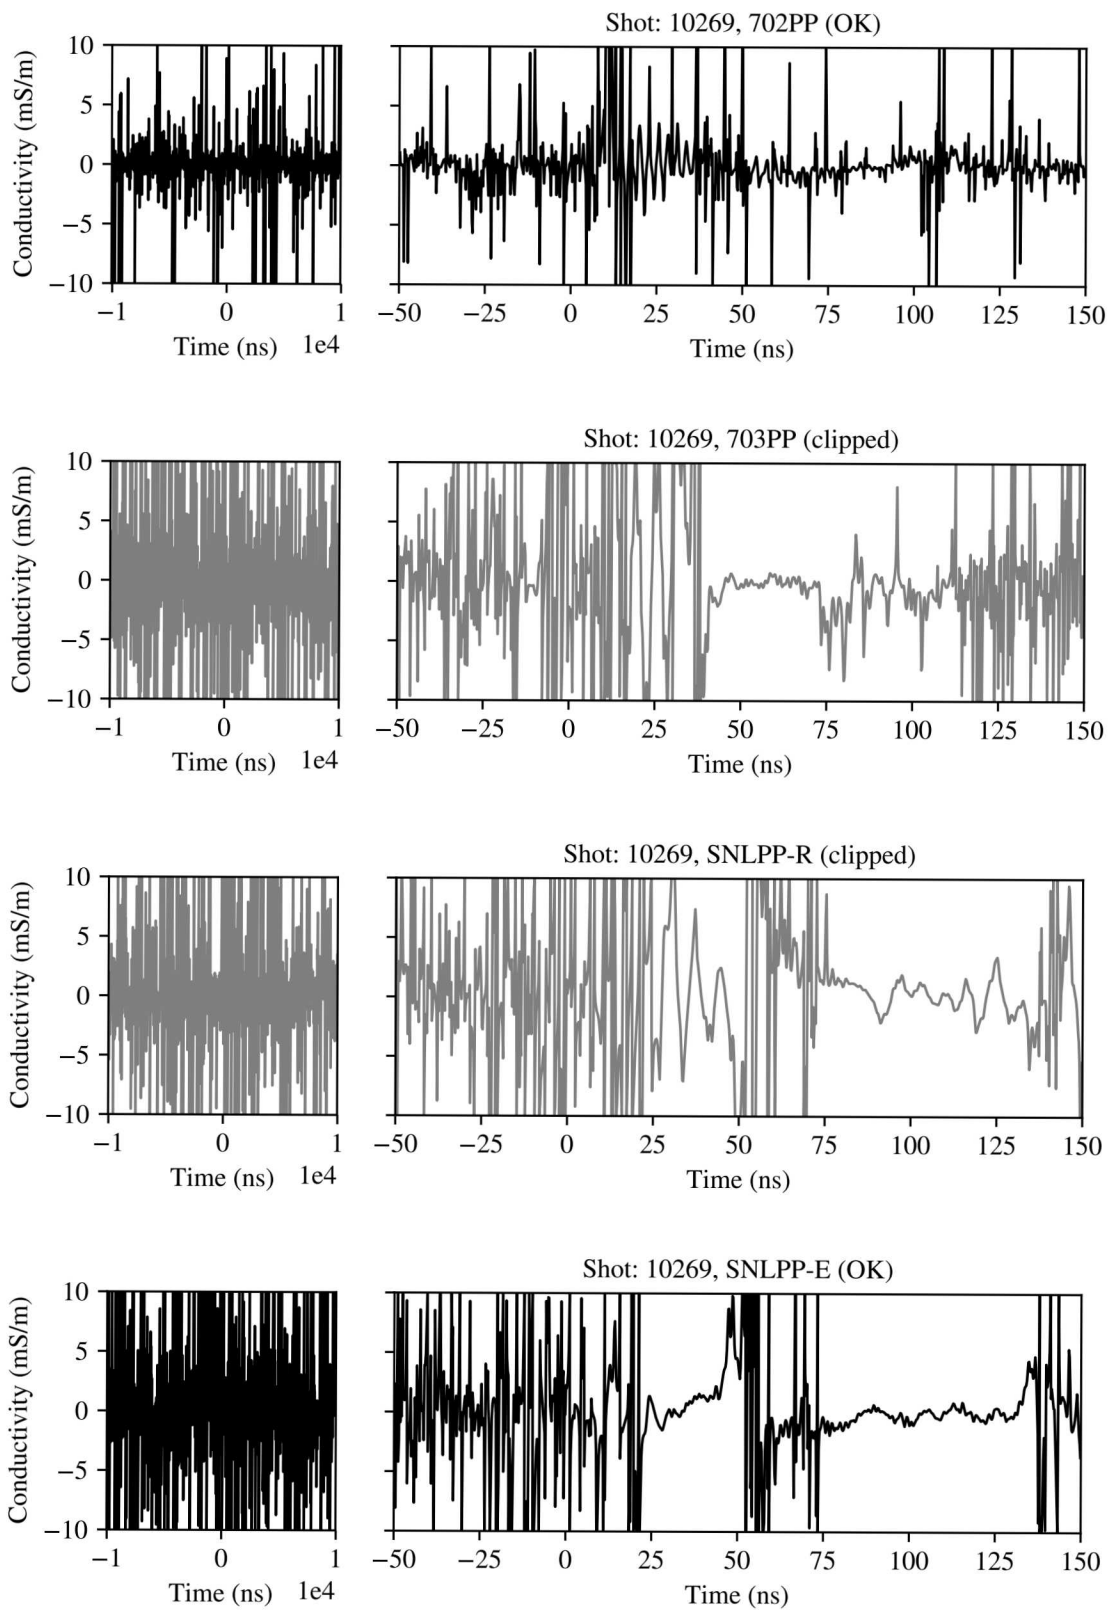 Shot: 10269, 702PP (OK)
Conductivity (mS/m)
10
5
0
−5
−10
−1 0 1
Time (ns) 1e4
−50 −25 0 25 50 75 100 125 150
Time (ns)
Shot: 10269, 703PP (clipped)
Conductivity (mS/m)
10
5
0
−5
−10
−1 0 1
Time (ns) 1e4
−50 −25 0 25 50 75 100 125 150
Time (ns)
Shot: 10269, SNLPP-R (clipped)
Conductivity (mS/m)
10
5
0
−5
−10
−1 0 1
Time (ns) 1e4
−50 −25 0 25 50 75 100 125 150
Time (ns)
Shot: 10269, SNLPP-E (OK)
Conductivity (mS/m)
10
5
0
−5
−10
−1 0 1
Time (ns) 1e4
−50 −25 0 25 50 75 100 125 150
Time (ns)